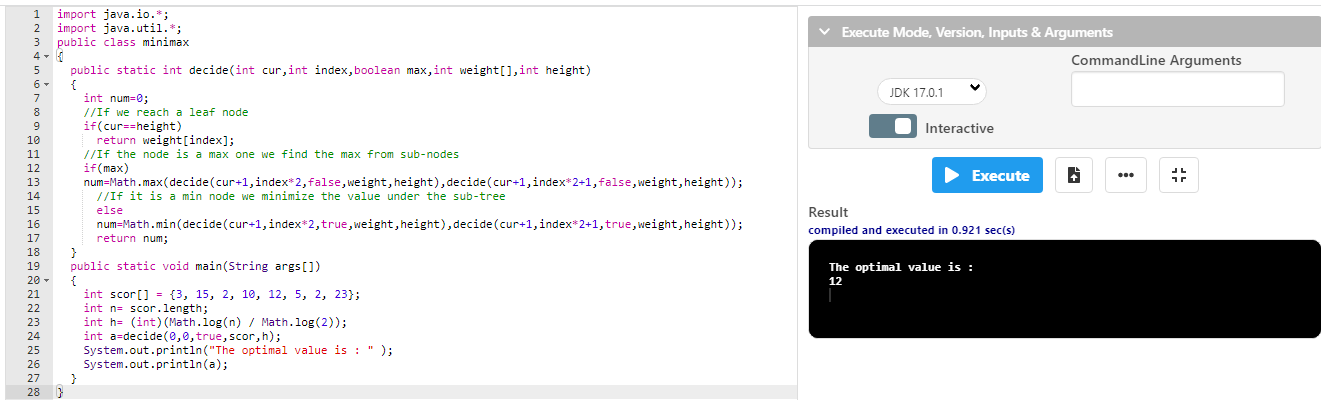 1 import java.io.*;
2 import java.util.*;
3 public class minimax
4 {
5 public static int decide(int cur,int index,boolean max,int weight[],int height)
6 {
7 int num=0;
8 //If we reach a leaf node
9 if(cur==height)
10 return weight[index];
11 //If the node is a max one we find the max from sub-nodes
12 if(max)
13 num=Math.max(decide(cur+1,index*2,false,weight,height),decide(cur+1,index*2+1,false,weight,height));
14 //If it is a min node we minimize the value under the sub-tree
15 else
16 num=Math.min(decide(cur+1,index*2,true,weight,height),decide(cur+1,index*2+1,true,weight,height));
17 return num;
18 }
19 public static void main(String args[])
20 {
21 int scor[] = {3, 15, 2, 10, 12, 5, 2, 23};
22 int n= scor.length;
23 int h= (int)(Math.log(n) / Math.log(2));
24 int a=decide(0,0,true,scor,h);
25 System.out.println("The optimal value is : " );
26 System.out.println(a);
27 }
28 }
Execute Mode, Version, Inputs & Arguments
CommandLine Arguments
JDK 17.0.1
Interactive
Execute
Result
compiled and executed in 0.921 sec(s)
The optimal value is :
12